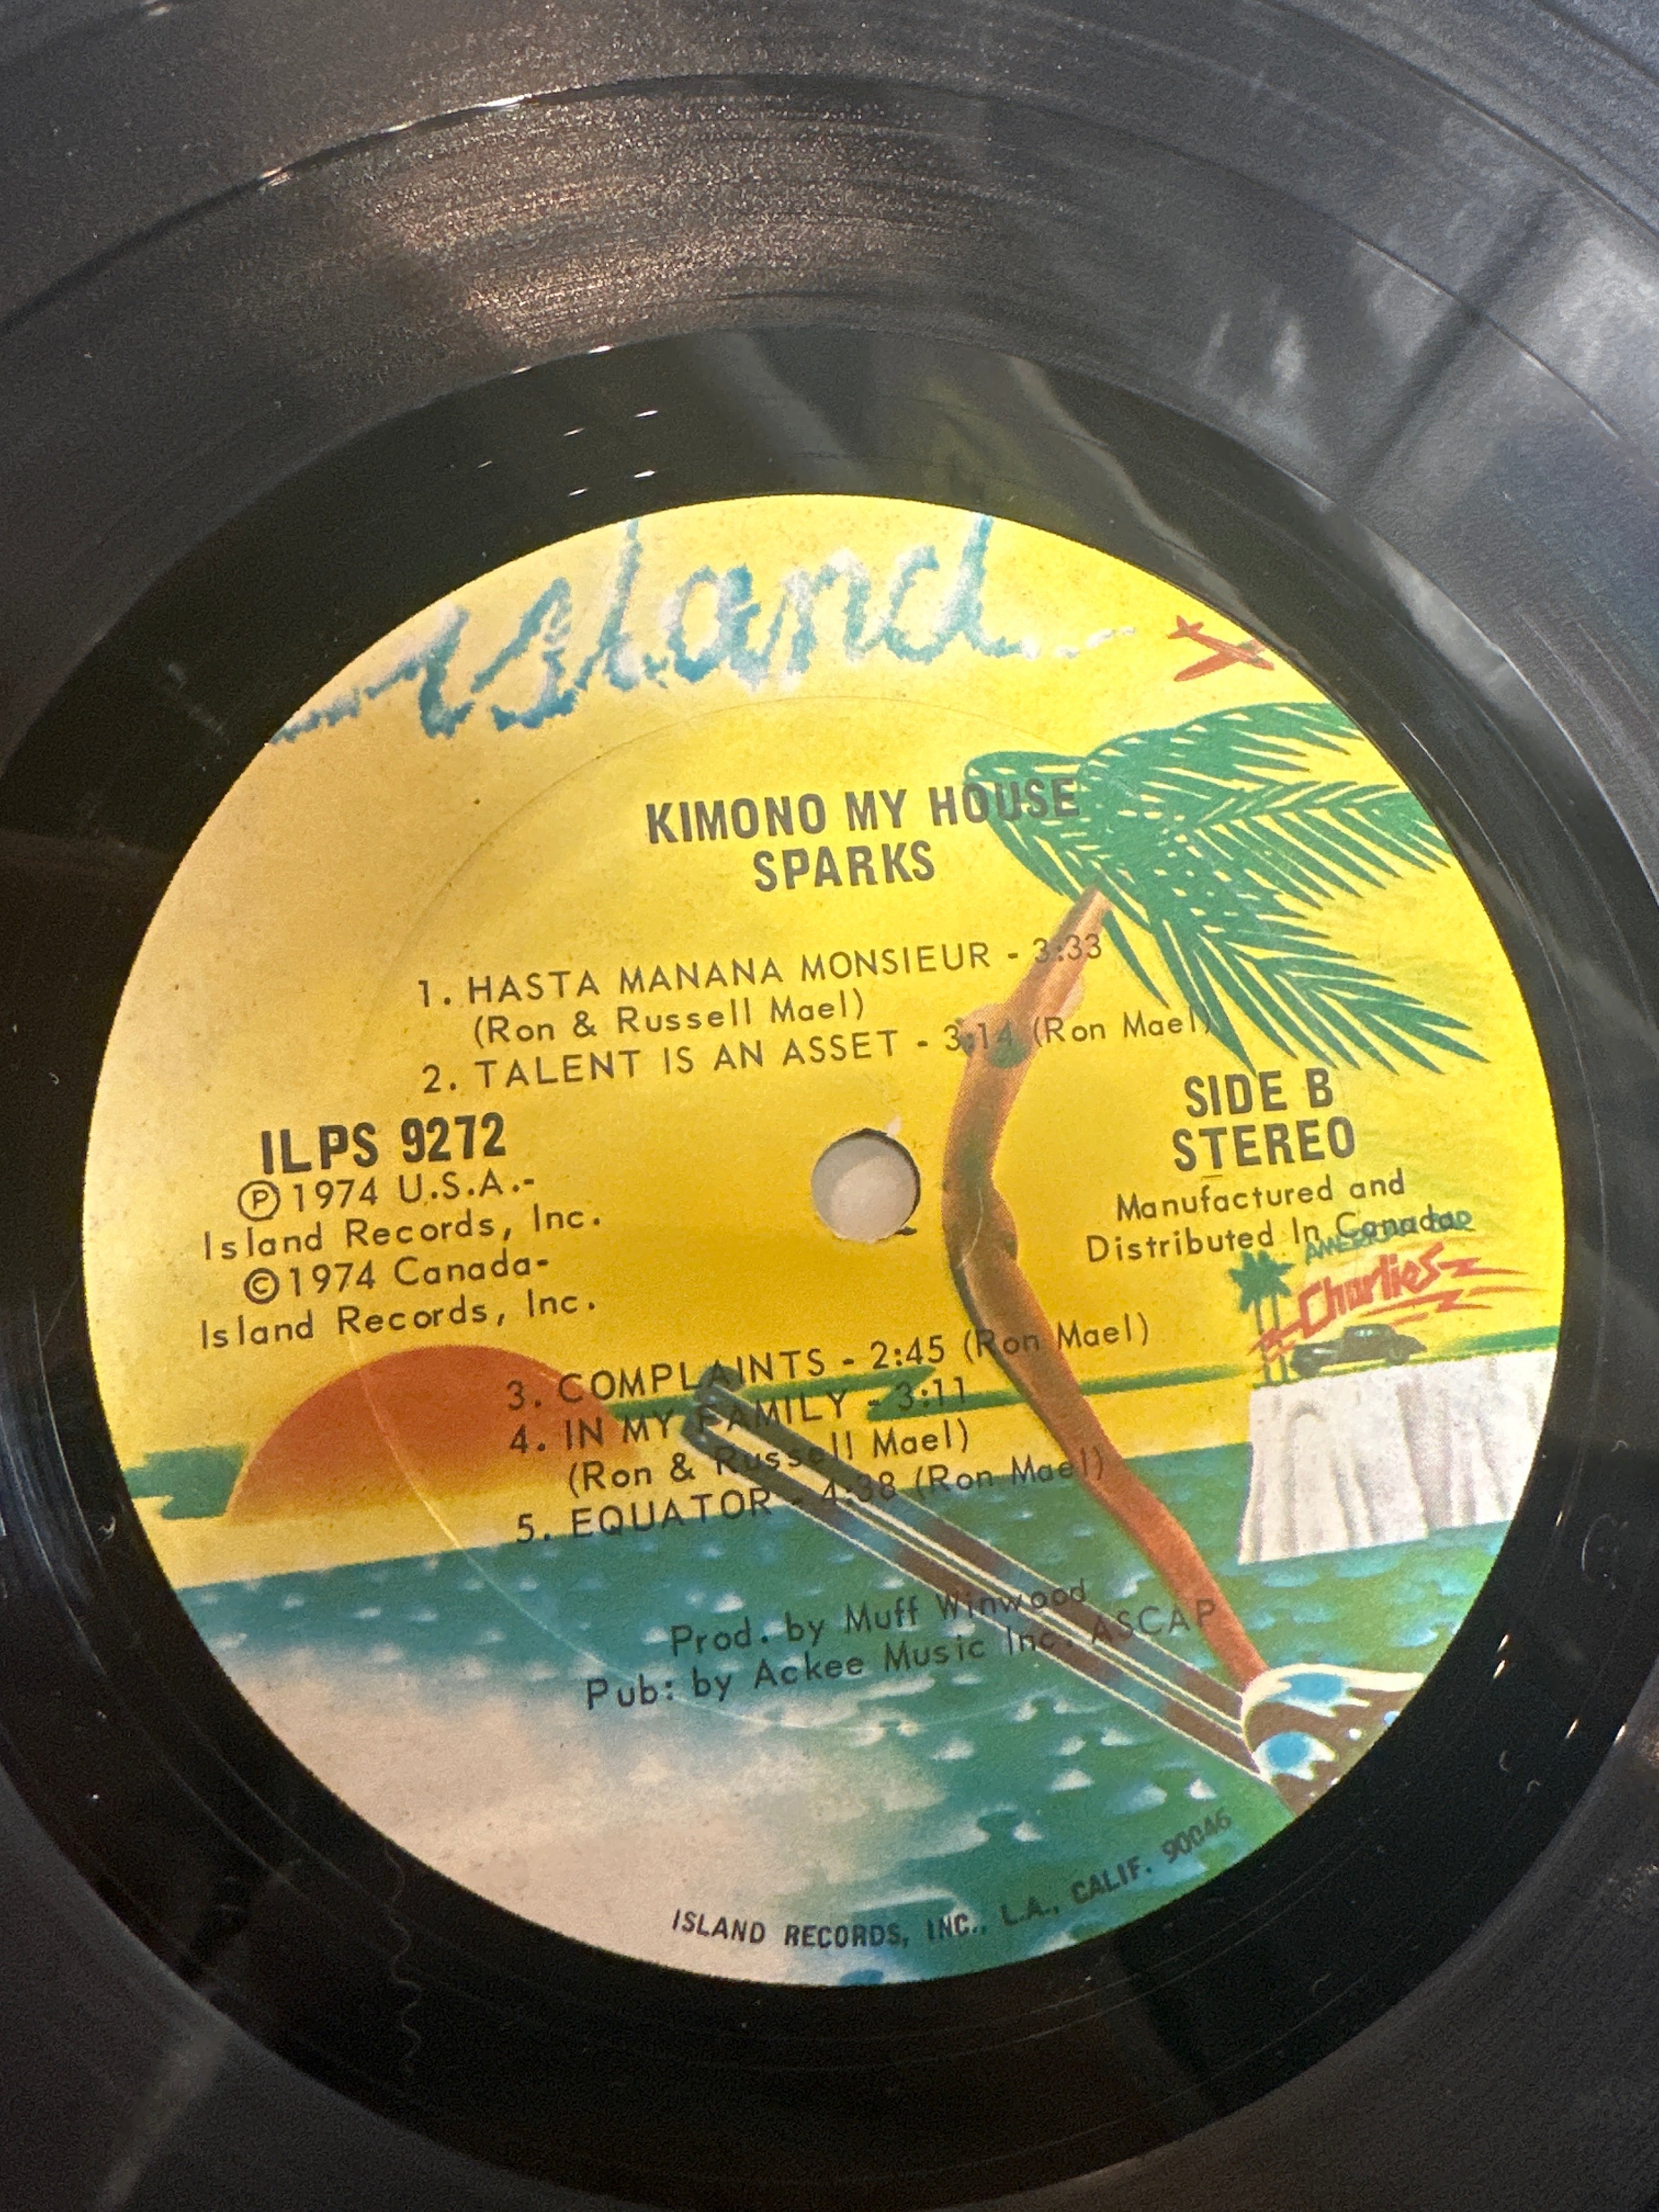 Island
KIMONO MY HOUSE
SPARKS
1. HASTA MANANA MONSIEUR - 3:33
(Ron & Russell Mael)
2. TALENT IS AN ASSET - 3:14 (Ron Mael)
ILPS 9272
Ⓟ 1974 U.S.A.-
Island Records, Inc.
© 1974 Canada-
Island Records, Inc.
SIDE B
STEREO
Manufactured and
Distributed In Canada
Charlies
3. COMPLAINTS - 2:45 (Ron Mael)
4. IN MY FAMILY - 3:11
(Ron & Russell Mael)
5. EQUATOR - 4:38 (Ron Mael)
Prod. by Muff Winwood
Pub: by Ackee Music Inc. ASCAP
ISLAND RECORDS, INC., L.A., CALIF. 90046